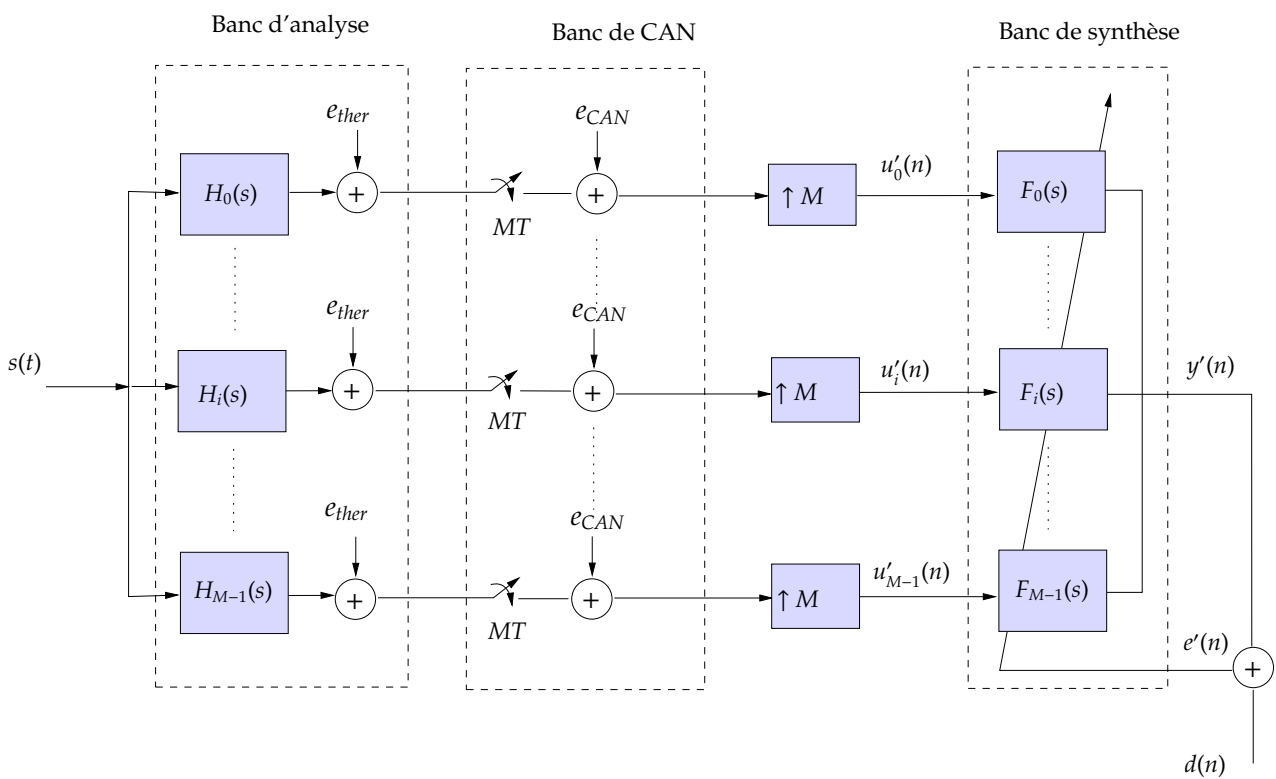 Banc d'analyse
Banc de CAN
Banc de synthèse
e_ther
e_CAN
H_0(s)
+
MT
+
↑ M
u'_0(n)
F_0(s)
e_ther
e_CAN
s(t)
H_i(s)
+
MT
+
↑ M
u'_i(n)
F_i(s)
y'(n)
e_ther
e_CAN
H_{M−1}(s)
+
MT
+
↑ M
u'_{M−1}(n)
F_{M−1}(s)
e'(n)
+
d(n)